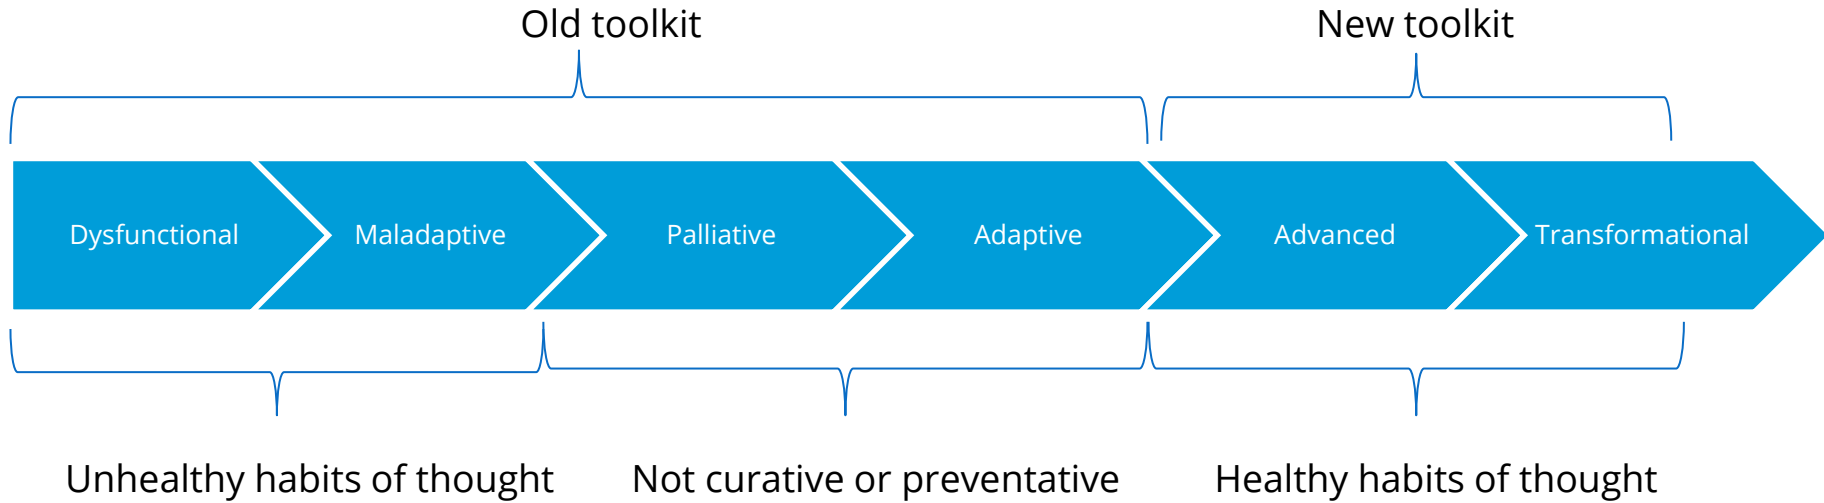 Old toolkit
New toolkit
Dysfunctional
Maladaptive
Palliative
Adaptive
Advanced
Transformational
Unhealthy habits of thought
Not curative or preventative
Healthy habits of thought